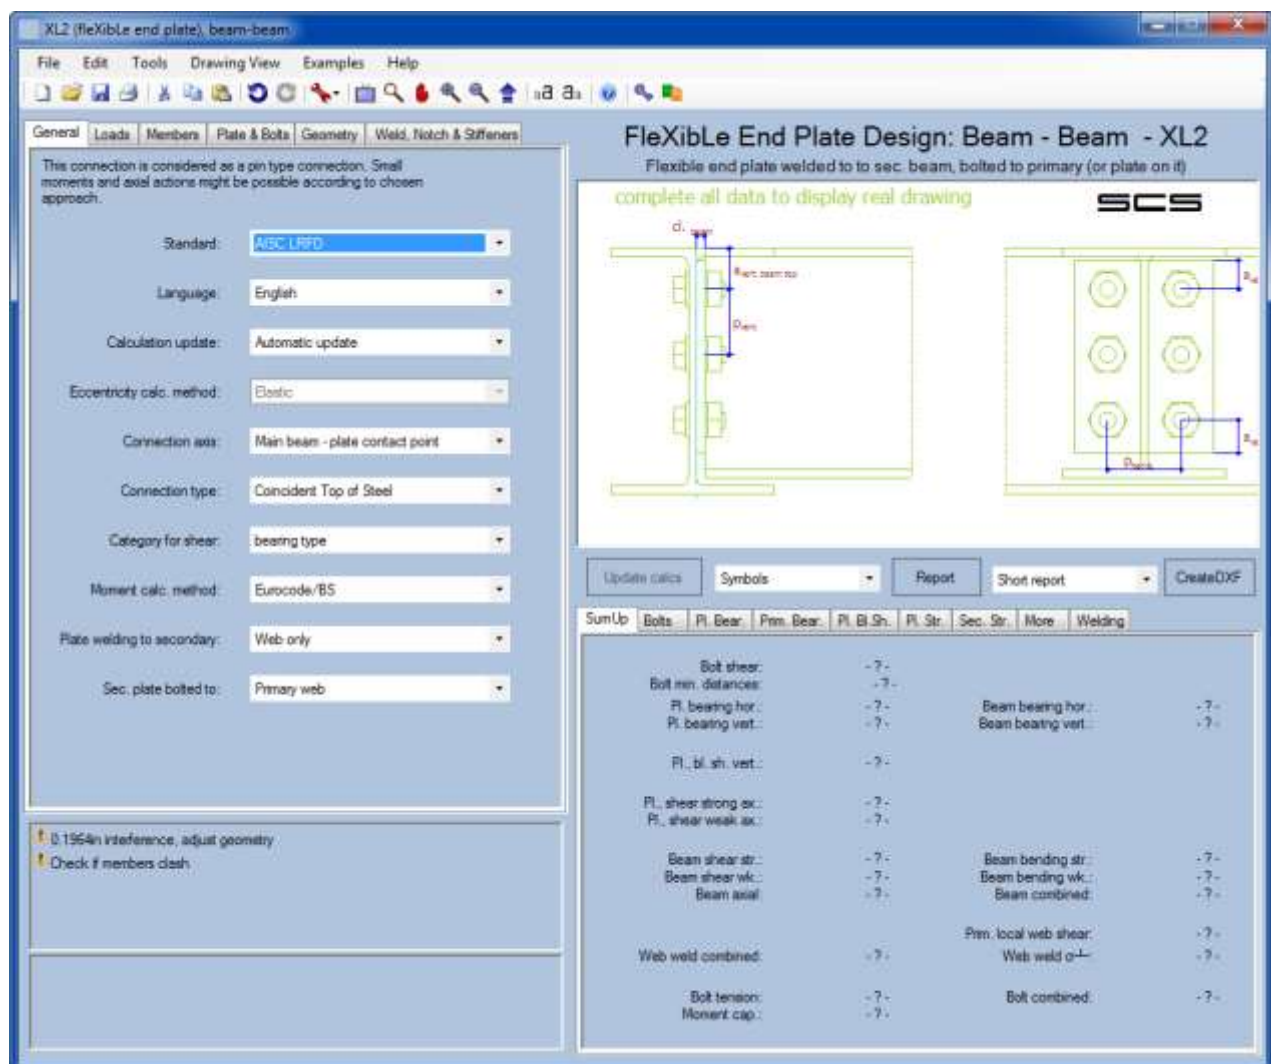 XL2 (fleXibLe end plate), beam-beam
File Edit Tools Drawing View Examples Help
General Loads Members Plate & Bolts Geometry Weld, Notch & Stiffeners
This connection is considered as a pin type connection. Small
moments and axial actions might be possible according to chosen
approach.
Standard: AISC LRFD
Language: English
Calculation update: Automatic update
Eccentricity calc. method: Elastic
Connection axis: Main beam - plate contact point
Connection type: Coincident Top of Steel
Category for shear: bearing type
Moment calc. method: Eurocode/BS
Plate welding to secondary: Web only
Sec. plate bolted to: Primary web
0.1964in interference, adjust geometry
Check if members clash
FleXibLe End Plate Design: Beam - Beam - XL2
Flexible end plate welded to to sec. beam, bolted to primary (or plate on it)
complete all data to display real drawing
SCS
Update calcs Symbols Report Short report CreateDXF
SumUp Bolts Pl. Bear. Prim. Bear. Pl. Bl.Sh. Pl. Str. Sec. Str. More Welding
Bolt shear: - ? -
Bolt min. distances: - ? -
Pl. bearing hor.: - ? - Beam bearing hor.: - ? -
Pl. bearing vert.: - ? - Beam bearing vert.: - ? -
Pl., bl. sh. vert.: - ? -
Pl., shear strong ax.: - ? -
Pl., shear weak ax.: - ? -
Beam shear str.: - ? - Beam bending str.: - ? -
Beam shear wk.: - ? - Beam bending wk.: - ? -
Beam axial: - ? - Beam combined: - ? -
Prim. local web shear: - ? -
Web weld combined: - ? - Web weld σ┴: - ? -
Bolt tension: - ? - Bolt combined: - ? -
Moment cap.: - ? -